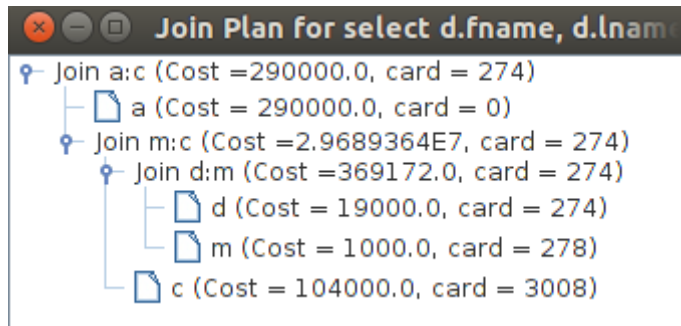 Join Plan for select d.fname, d.lname
Join a:c (Cost =290000.0, card = 274)
a (Cost = 290000.0, card = 0)
Join m:c (Cost =2.9689364E7, card = 274)
Join d:m (Cost =369172.0, card = 274)
d (Cost = 19000.0, card = 274)
m (Cost = 1000.0, card = 278)
c (Cost = 104000.0, card = 3008)